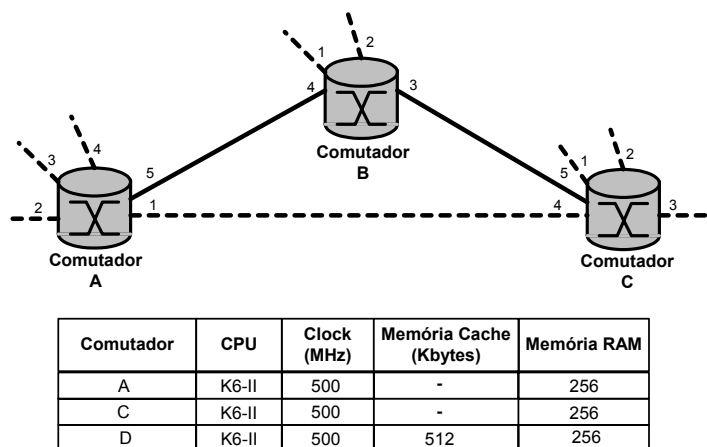 2
1
4
3
Comutador
B
4
3
5
1
2
5
1
2
4
3
Comutador
A
Comutador
C
Comutador CPU Clock (MHz) Memória Cache (Kbytes) Memória RAM
A K6-II 500 - 256
C K6-II 500 - 256
D K6-II 500 512 256